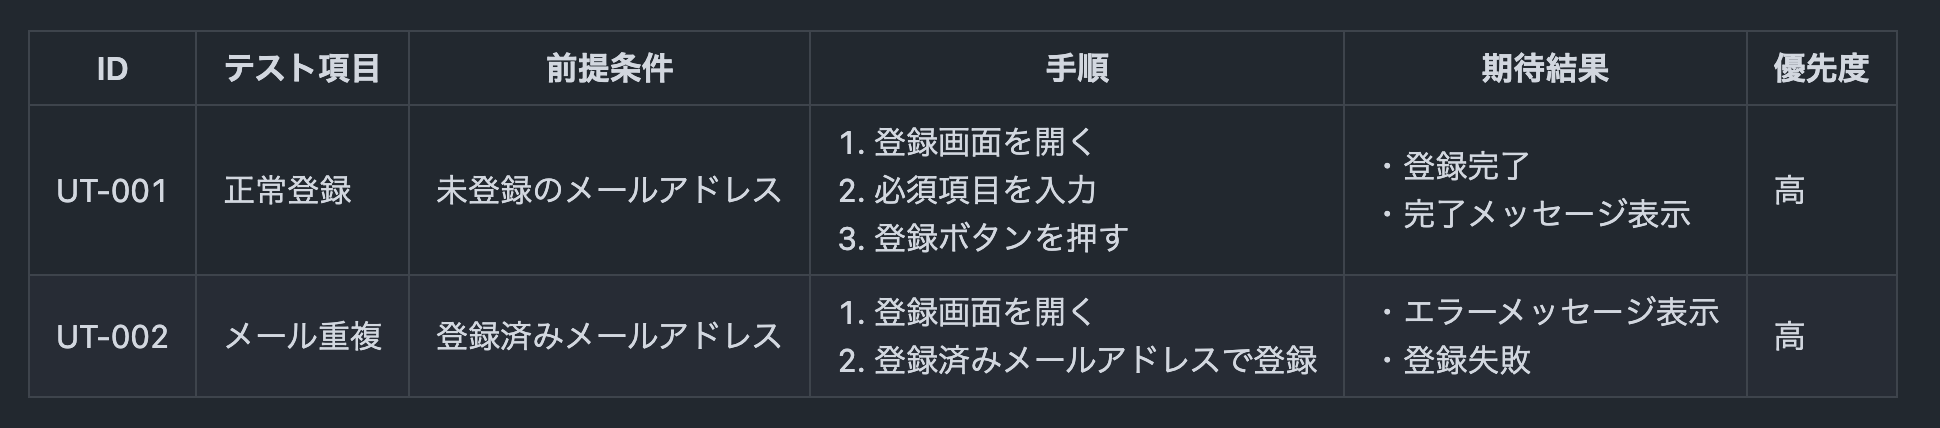 ID
テスト項目
前提条件
手順
期待結果
優先度
UT-001
正常登録
未登録のメールアドレス
1. 登録画面を開く
2. 必須項目を入力
3. 登録ボタンを押す
・登録完了
・完了メッセージ表示
高
UT-002
メール重複
登録済みメールアドレス
1. 登録画面を開く
2. 登録済みメールアドレスで登録
・エラーメッセージ表示
・登録失敗
高